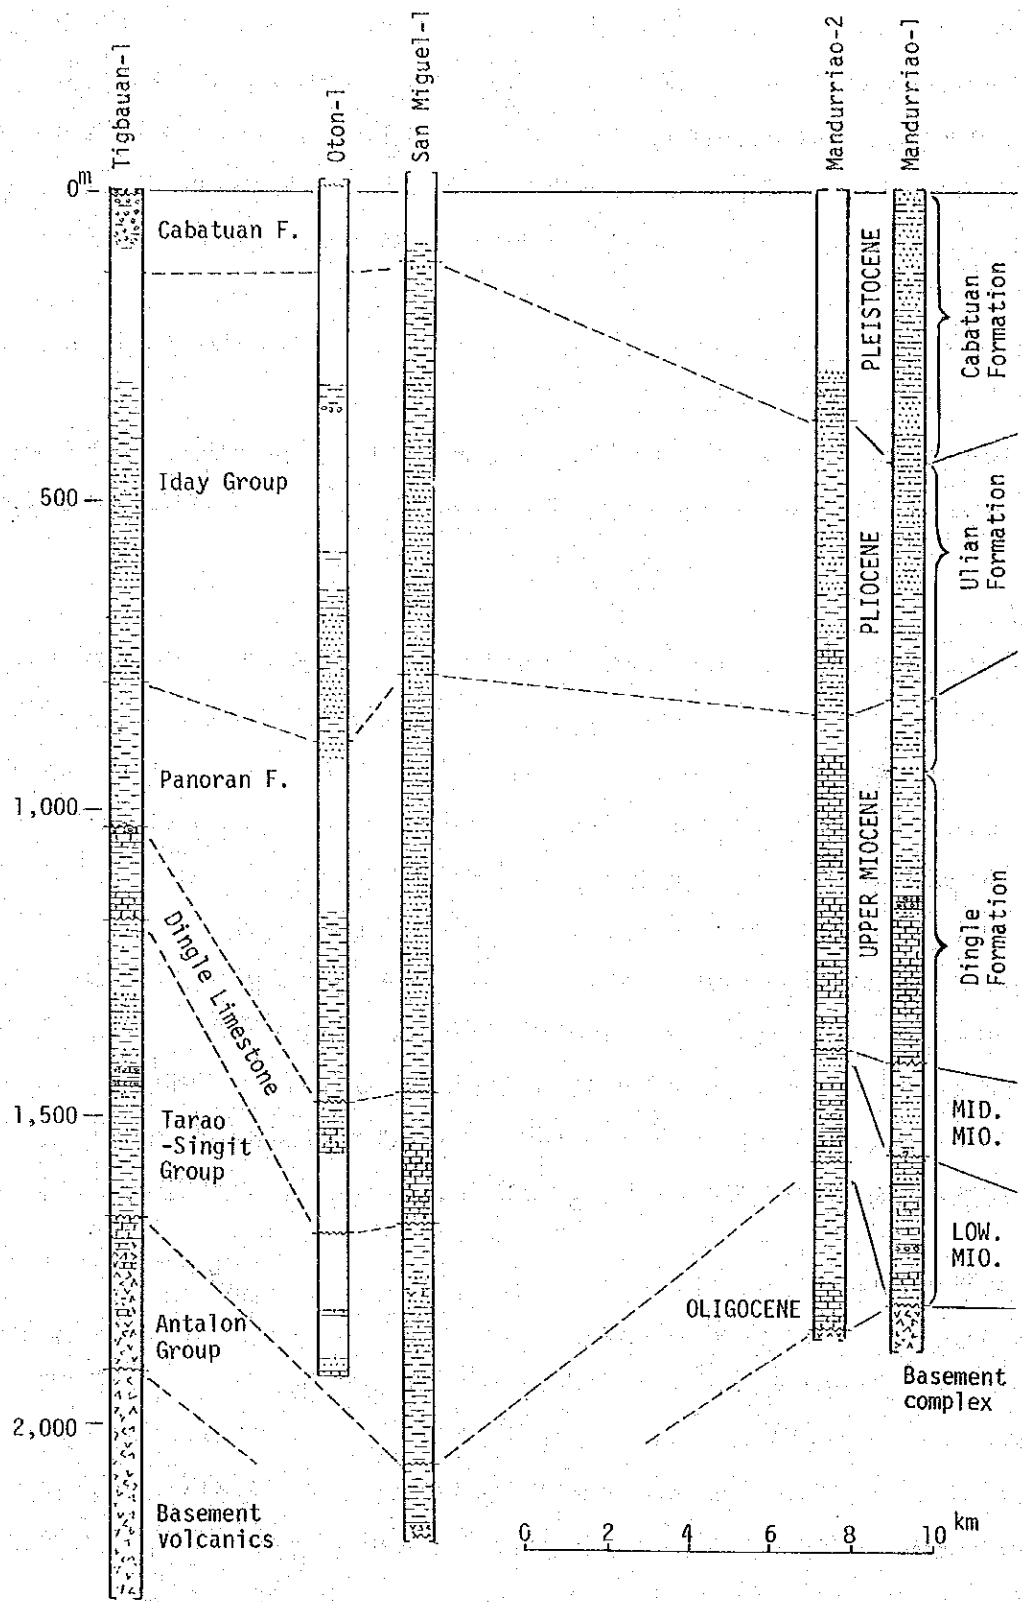 Tigbauan-1
Oton-1
San Miguel-1
Mandurriao-2
Mandurriao-1
0m
500
1,000
1,500
2,000
Cabatuan F.
Iday Group
Panoran F.
Dingle Limestone
Tarao
-Singit
Group
Antalon
Group
Basement
volcanics
PLEISTOCENE
PLIOCENE
UPPER MIOCENE
OLIGOCENE
Cabatuan
Formation
Ulian
Formation
Dingle
Formation
MID.
MIO.
LOW.
MIO.
Basement
complex
0 2 4 6 8 10 km